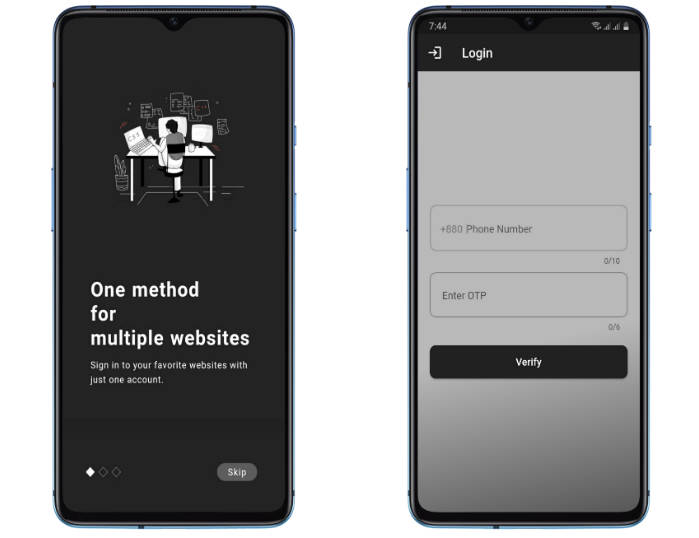 One method
for
multiple websites
Sign in to your favorite websites with
just one account.
Skip
7:44
Login
+880 Phone Number
0/10
Enter OTP
0/6
Verify